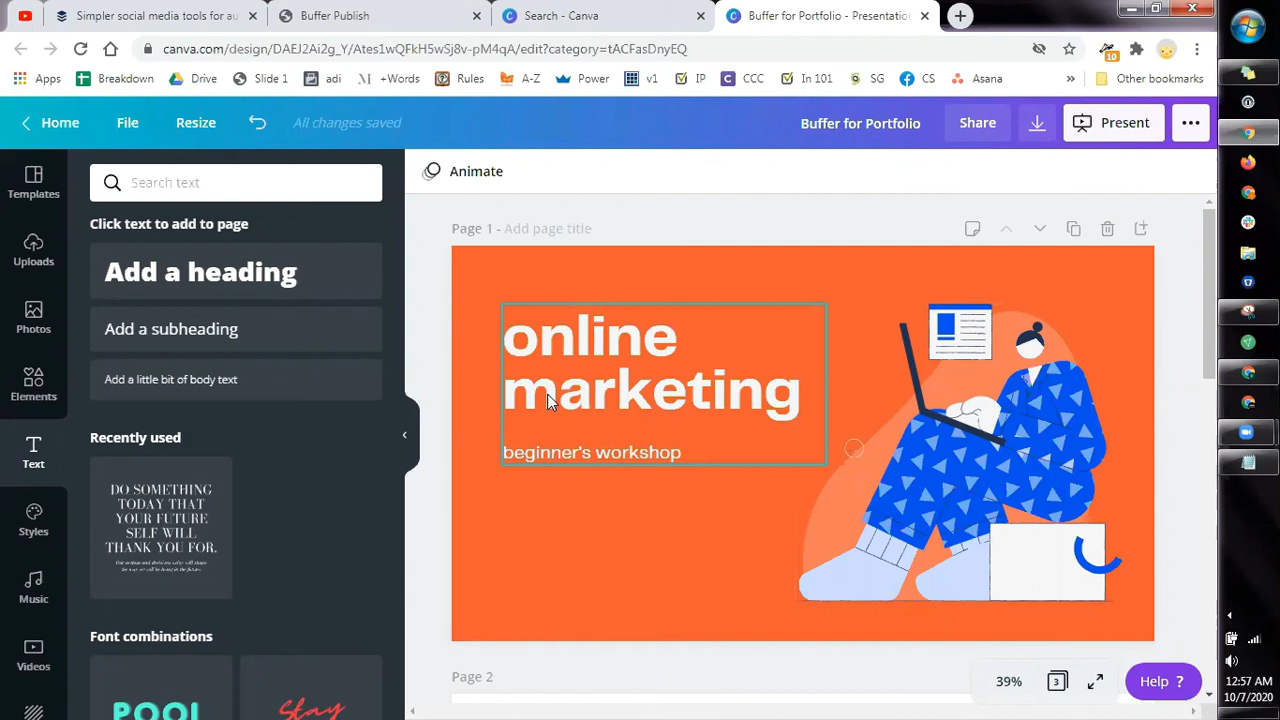 Simpler social media tools for au
Buffer Publish
Search - Canva
Buffer for Portfolio - Presentation
canva.com/design/DAEJ2Ai2g_Y/Ates1wQFkH5wSj8v-pM4qA/edit?category=tACFasDnyEQ
10
Apps
Breakdown
Drive
Slide 1
adi
+Words
Rules
A-Z
Power
v1
IP
CCC
In 101
SG
CS
Asana
»
Other bookmarks
Home
File
Resize
All changes saved
Buffer for Portfolio
Share
Present
Templates
Uploads
Photos
Elements
Text
Styles
Music
Videos
Search text
Click text to add to page
Add a heading
Add a subheading
Add a little bit of body text
Recently used
DO SOMETHING
TODAY THAT
YOUR FUTURE
SELF WILL
THANK YOU FOR.
Font combinations
POOL
Stay
Animate
Page 1 - Add page title
online
marketing
beginner's workshop
Page 2
39%
3
Help ?
12:57 AM
10/7/2020